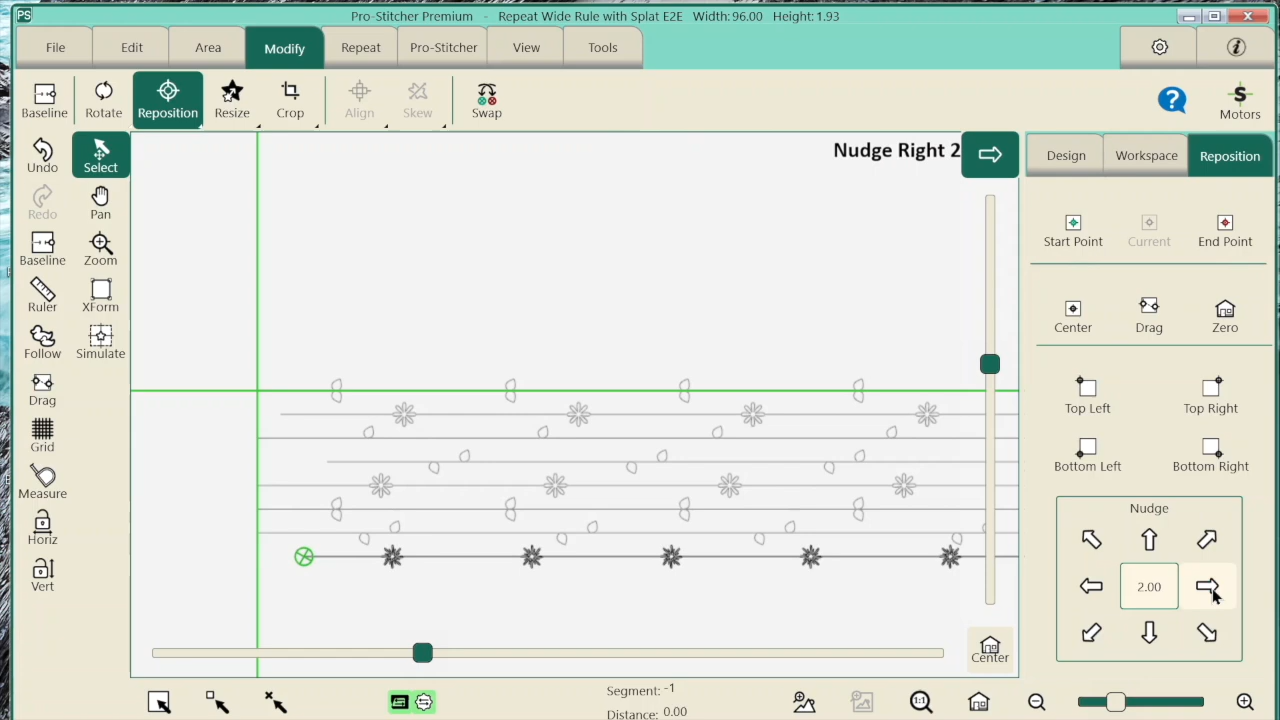 PS
Pro-Stitcher Premium - Repeat Wide Rule with Splat E2E Width: 96.00 Height: 1.93
File Edit Area Modify Repeat Pro-Stitcher View Tools
Baseline Rotate Reposition Resize Crop Align Skew Swap Motors
Undo Select
Redo Pan
Baseline Zoom
Ruler XForm
Follow Simulate
Drag
Grid
Measure
Horiz
Vert
Nudge Right 2
Center
Design Workspace Reposition
Start Point Current End Point
Center Drag Zero
Top Left Top Right
Bottom Left Bottom Right
Nudge
2.00
Segment: -1
Distance: 0.00
1:1